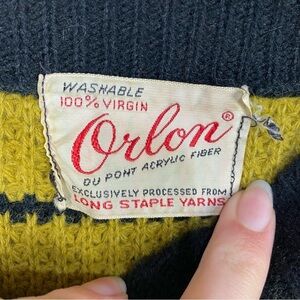 WASHABLE
100% VIRGIN
Orlon®
DU PONT ACRYLIC FIBER
EXCLUSIVELY PROCESSED FROM
LONG STAPLE YARNS